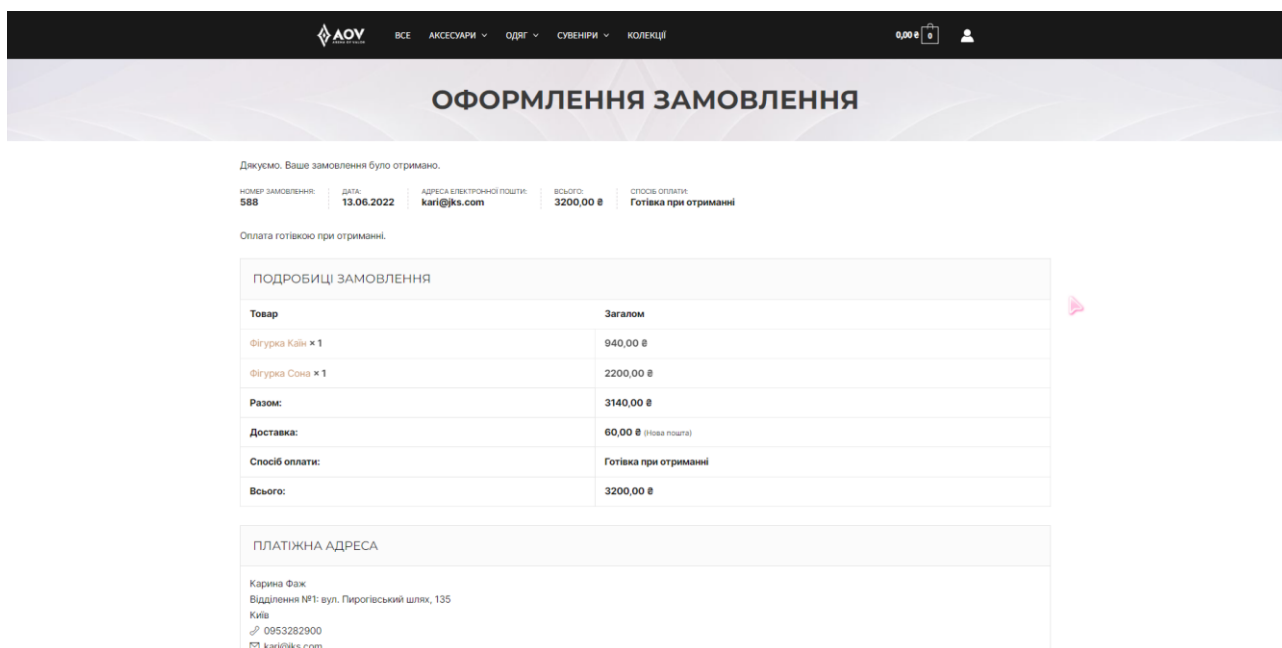 AOV
ВСЕ АКСЕСУАРИ ОДЯГ СУВЕНІРИ КОЛЕКЦІЇ 0,00 ₴ 0
ОФОРМЛЕННЯ ЗАМОВЛЕННЯ
Дякуємо. Ваше замовлення було отримано.
НОМЕР ЗАМОВЛЕННЯ: ДАТА: АДРЕСА ЕЛЕКТРОННОЇ ПОШТИ: ВСЬОГО: СПОСІБ ОПЛАТИ:
588 13.06.2022 kari@jks.com 3200,00 ₴ Готівка при отриманні
Оплата готівкою при отриманні.
ПОДРОБИЦІ ЗАМОВЛЕННЯ
Товар Загалом
Фігурка Каїн × 1 940,00 ₴
Фігурка Сона × 1 2200,00 ₴
Разом: 3140,00 ₴
Доставка: 60,00 ₴ (Нова пошта)
Спосіб оплати: Готівка при отриманні
Всього: 3200,00 ₴
ПЛАТІЖНА АДРЕСА
Карина Фаж
Відділення №1: вул. Пирогівський шлях, 135
Київ
0953282900
kari@jks.com